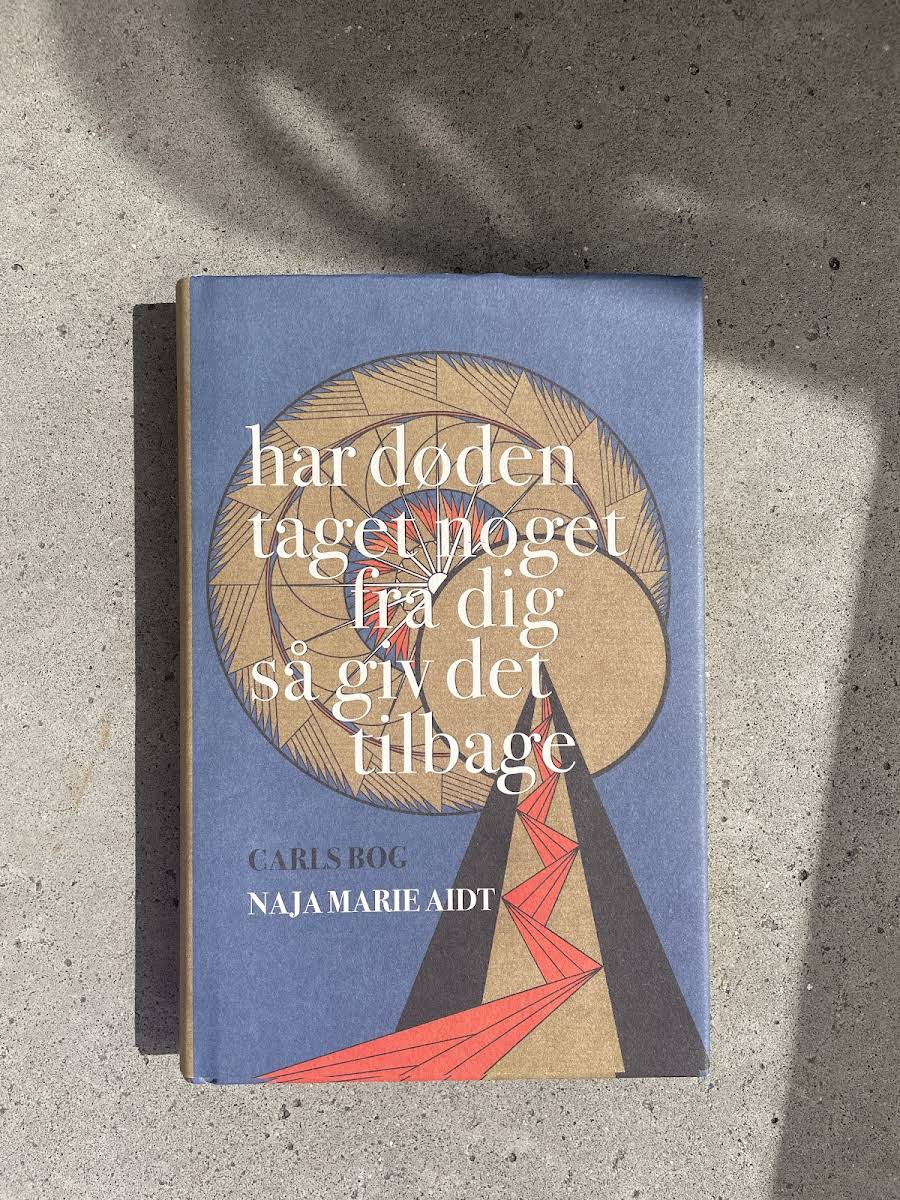 har døden
taget noget
fra dig
så giv det
tilbage
CARLS BOG
NAJA MARIE AIDT